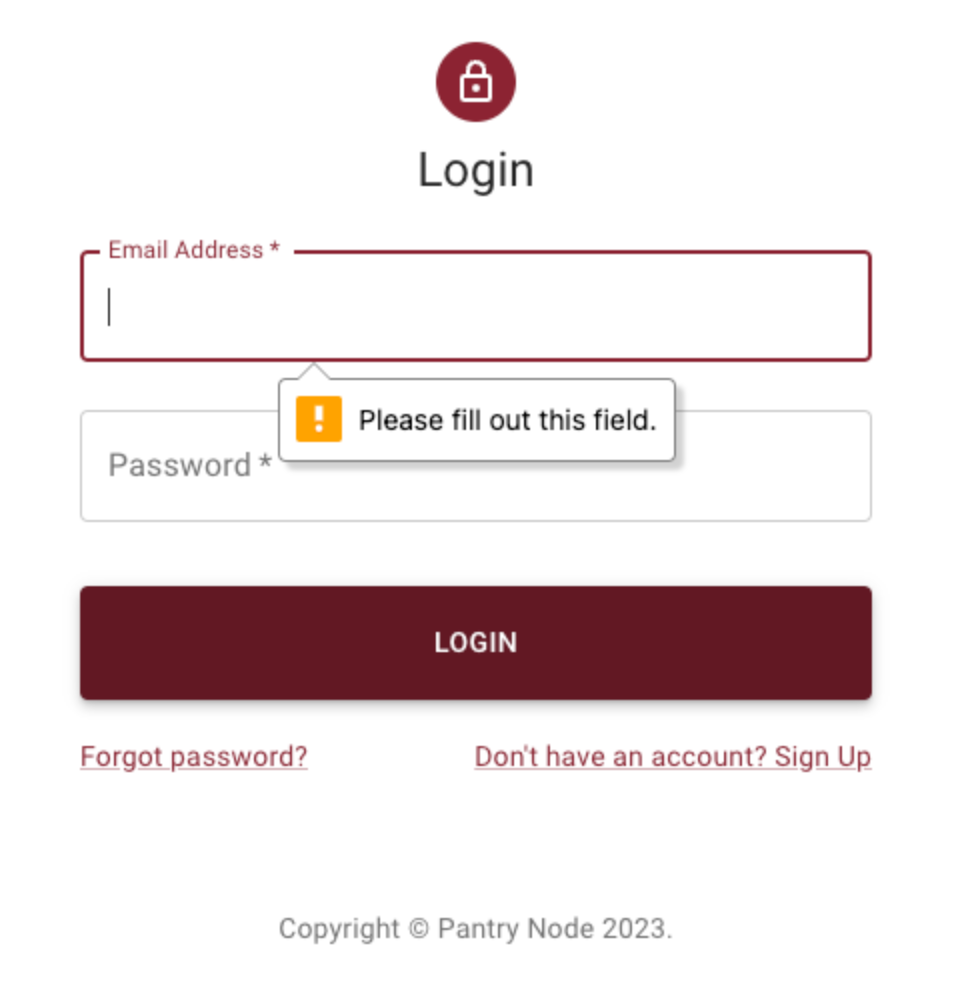 Login
Email Address *
Please fill out this field.
Password *
LOGIN
Forgot password? Don't have an account? Sign Up
Copyright © Pantry Node 2023.